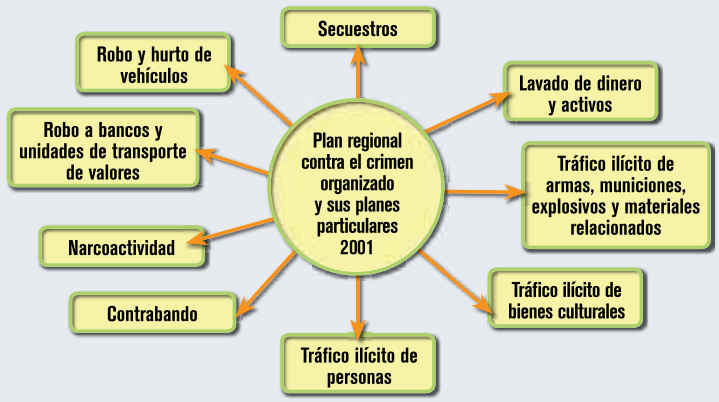 Secuestros
Robo y hurto de
vehículos
Lavado de dinero
y activos
Robo a bancos y
unidades de transporte
de valores
Plan regional
contra el crimen
organizado
y sus planes
particulares
2001
Tráfico ilícito de
armas, municiones,
explosivos y materiales
relacionados
Narcoactividad
Tráfico ilícito de
bienes culturales
Contrabando
Tráfico ilícito de
personas